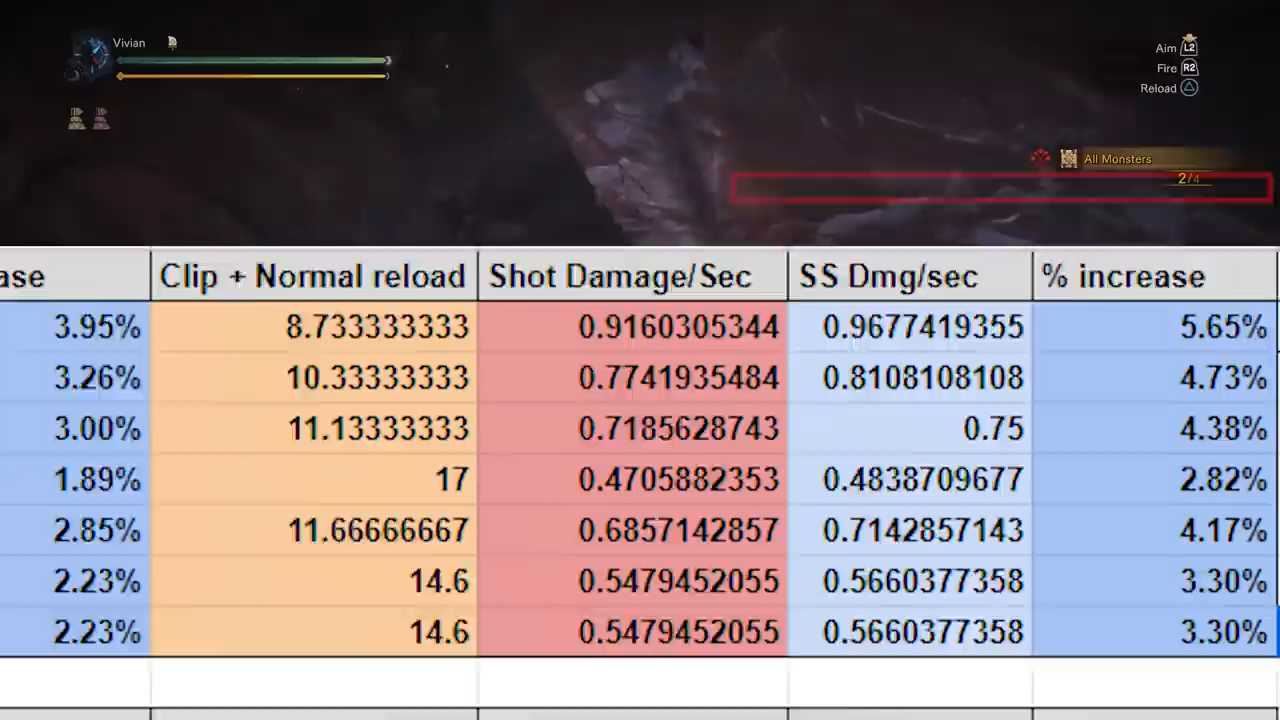 Vivian
Aim L2
Fire R2
Reload
All Monsters
2/4
ase Clip + Normal reload Shot Damage/Sec SS Dmg/sec % increase
3.95% 8.733333333 0.9160305344 0.9677419355 5.65%
3.26% 10.33333333 0.7741935484 0.8108108108 4.73%
3.00% 11.13333333 0.7185628743 0.75 4.38%
1.89% 17 0.4705882353 0.4838709677 2.82%
2.85% 11.66666667 0.6857142857 0.7142857143 4.17%
2.23% 14.6 0.5479452055 0.5660377358 3.30%
2.23% 14.6 0.5479452055 0.5660377358 3.30%